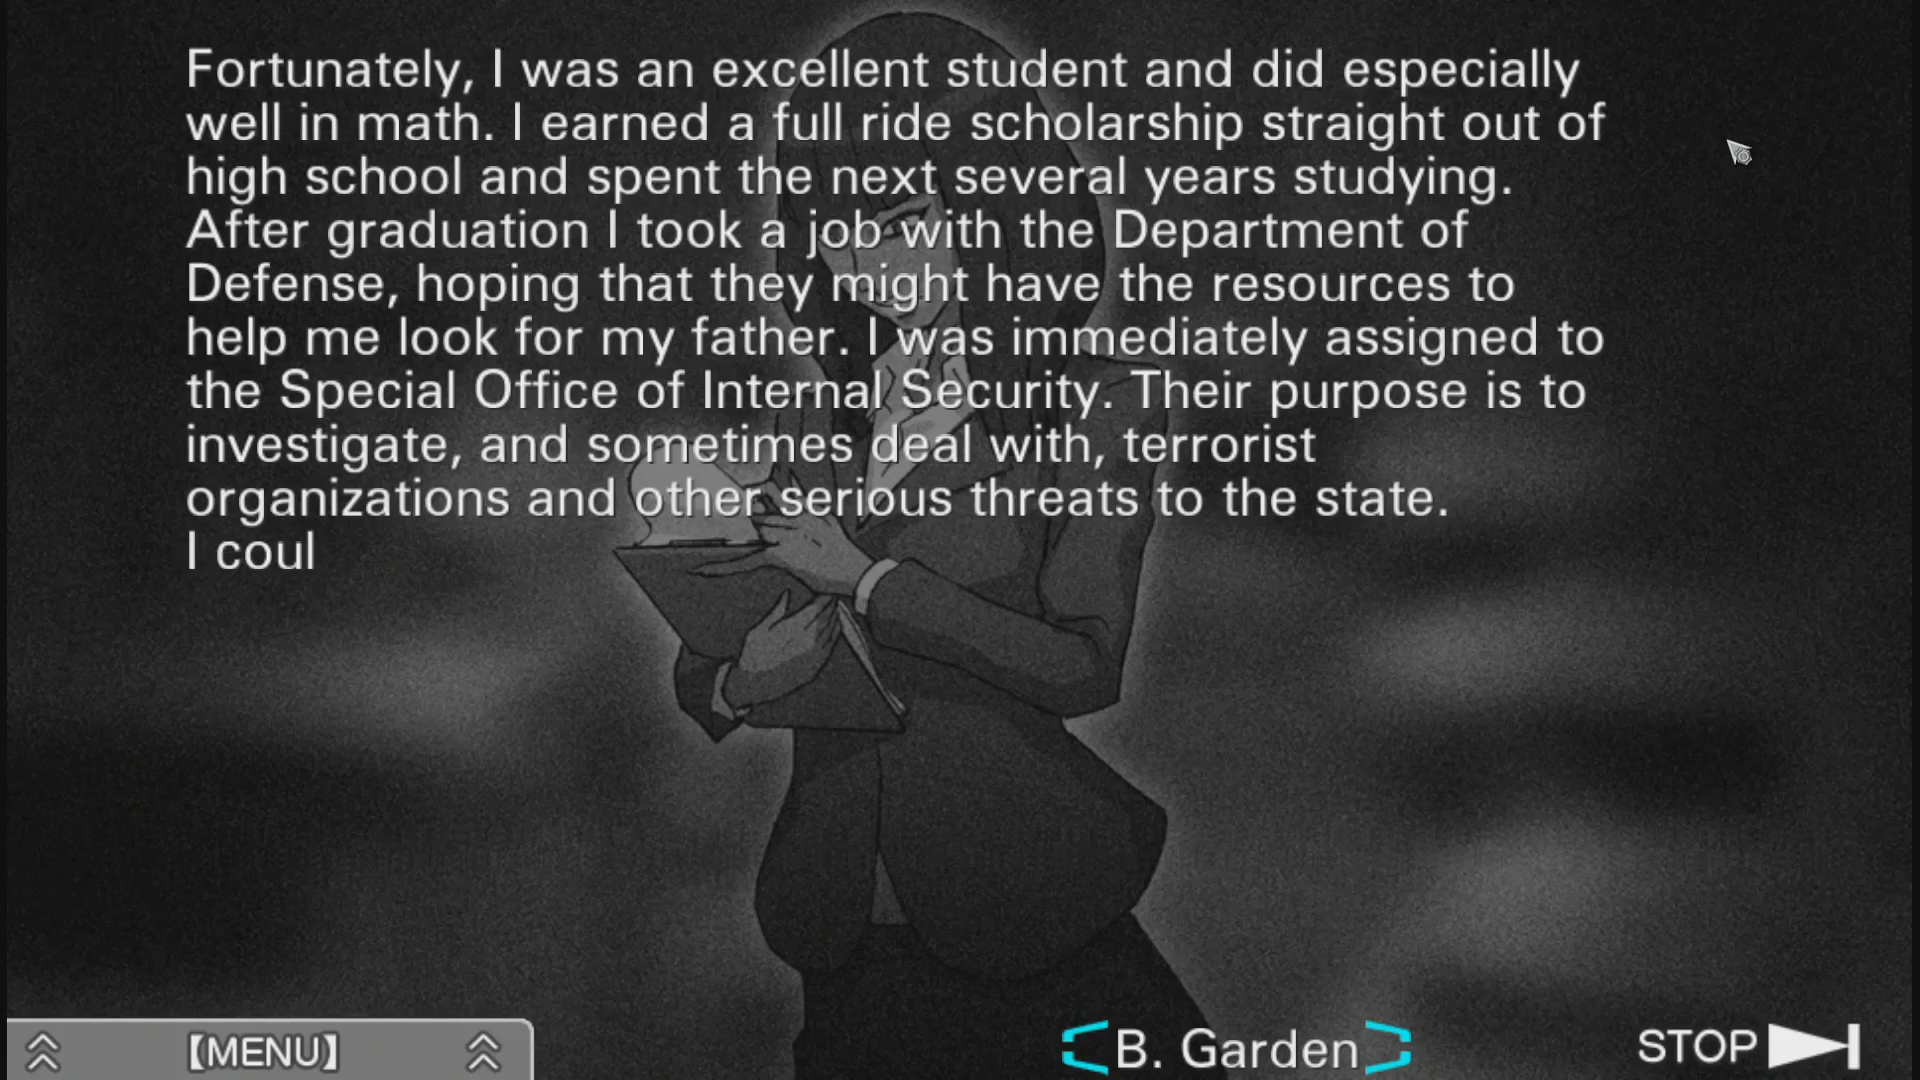 Fortunately, I was an excellent student and did especially
well in math. I earned a full ride scholarship straight out of
high school and spent the next several years studying.
After graduation I took a job with the Department of
Defense, hoping that they might have the resources to
help me look for my father. I was immediately assigned to
the Special Office of Internal Security. Their purpose is to
investigate, and sometimes deal with, terrorist
organizations and other serious threats to the state.
I coul
【MENU】
B. Garden
STOP